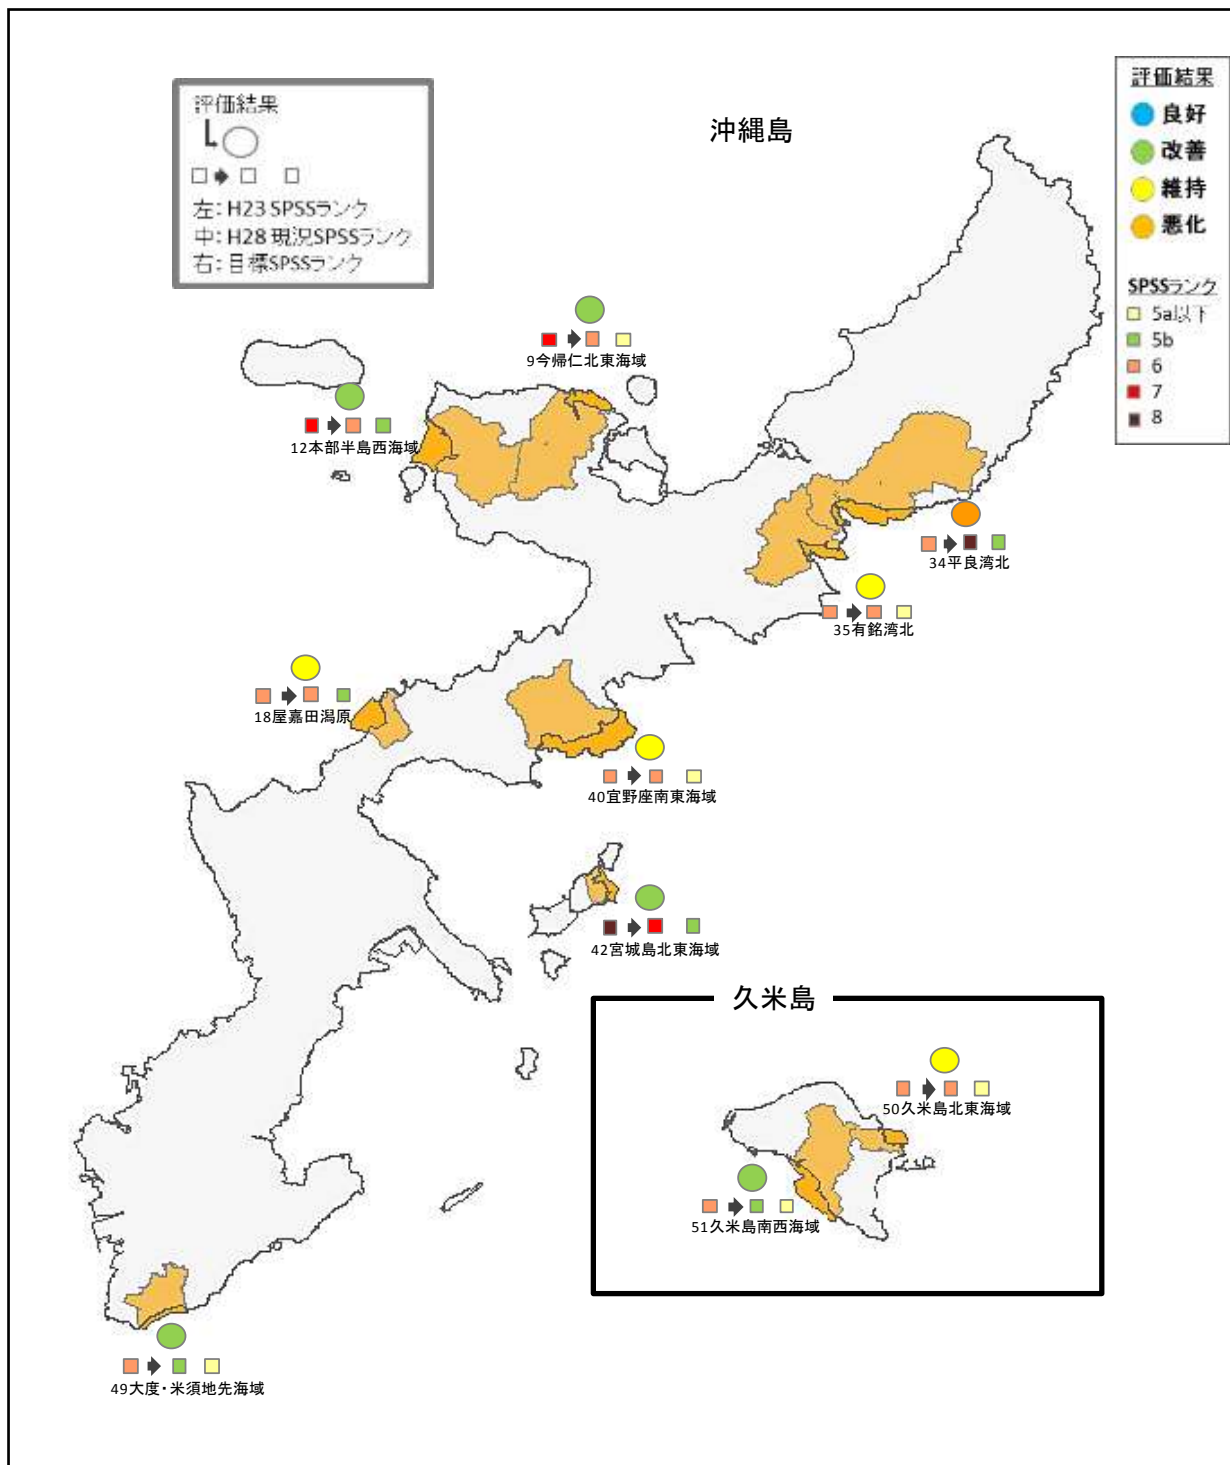 沖縄島
評価結果
左：H23 SPSSランク
中：H28 現況SPSSランク
右：目標SPSSランク
評価結果
良好
改善
維持
悪化
SPSSランク
5a以下
5b
6
7
8
9今帰仁北東海域
12本部半島西海域
34平良湾北
35有銘湾北
18屋嘉田潟原
40宜野座南東海域
42宮城島北東海域
久米島
50久米島北東海域
51久米島南西海域
49大度・米須地先海域